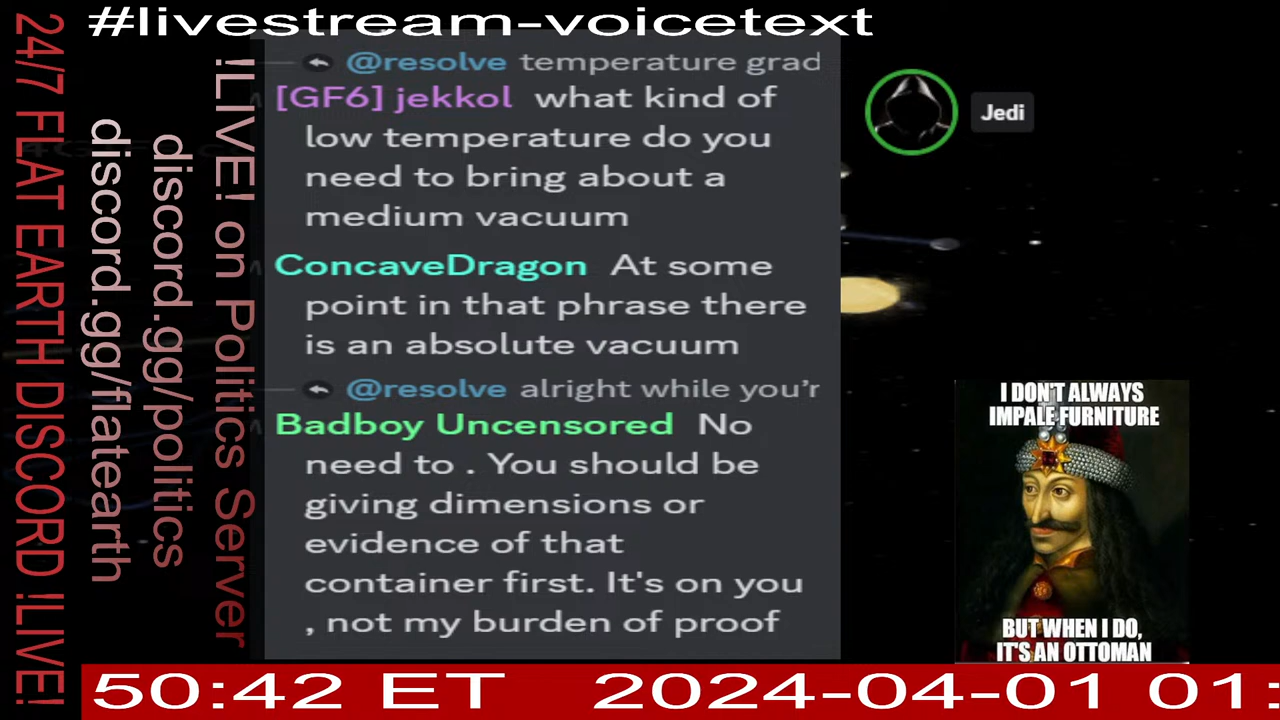 #livestream-voicetext
24/7 FLAT EARTH DISCORD !LIVE!
discord.gg/flatearth
discord.gg/politics
!LIVE! on Politics Server
@resolve temperature grad
[GF6] jekkol what kind of
low temperature do you
need to bring about a
medium vacuum
ConcaveDragon At some
point in that phrase there
is an absolute vacuum
@resolve alright while you'r
Badboy Uncensored No
need to . You should be
giving dimensions or
evidence of that
container first. It's on you
, not my burden of proof
Jedi
I DON'T ALWAYS
IMPALE FURNITURE
BUT WHEN I DO,
IT'S AN OTTOMAN
50:42 ET 2024-04-01 01: